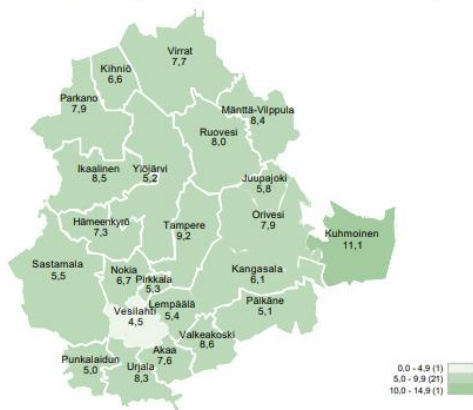 Virrat
7,7
Kihniö
6,6
Parkano
7,9
Mänttä-Vilppula
8,4
Ruovesi
8,0
Ikaalinen
8,5
Ylöjärvi
5,2
Juupajoki
5,8
Hämeenkyrö
7,3
Tampere
9,2
Orivesi
7,9
Kuhmoinen
11,1
Sastamala
5,5
Nokia
6,7
Pirkkala
5,3
Kangasala
6,1
Vesilahti
4,5
Lempäälä
5,4
Pälkäne
5,1
Valkeakoski
8,6
Punkalaidun
5,0
Akaa
7,6
Urjala
8,3
0,0 - 4,9 (1)
5,0 - 9,9 (21)
10,0 - 14,9 (1)